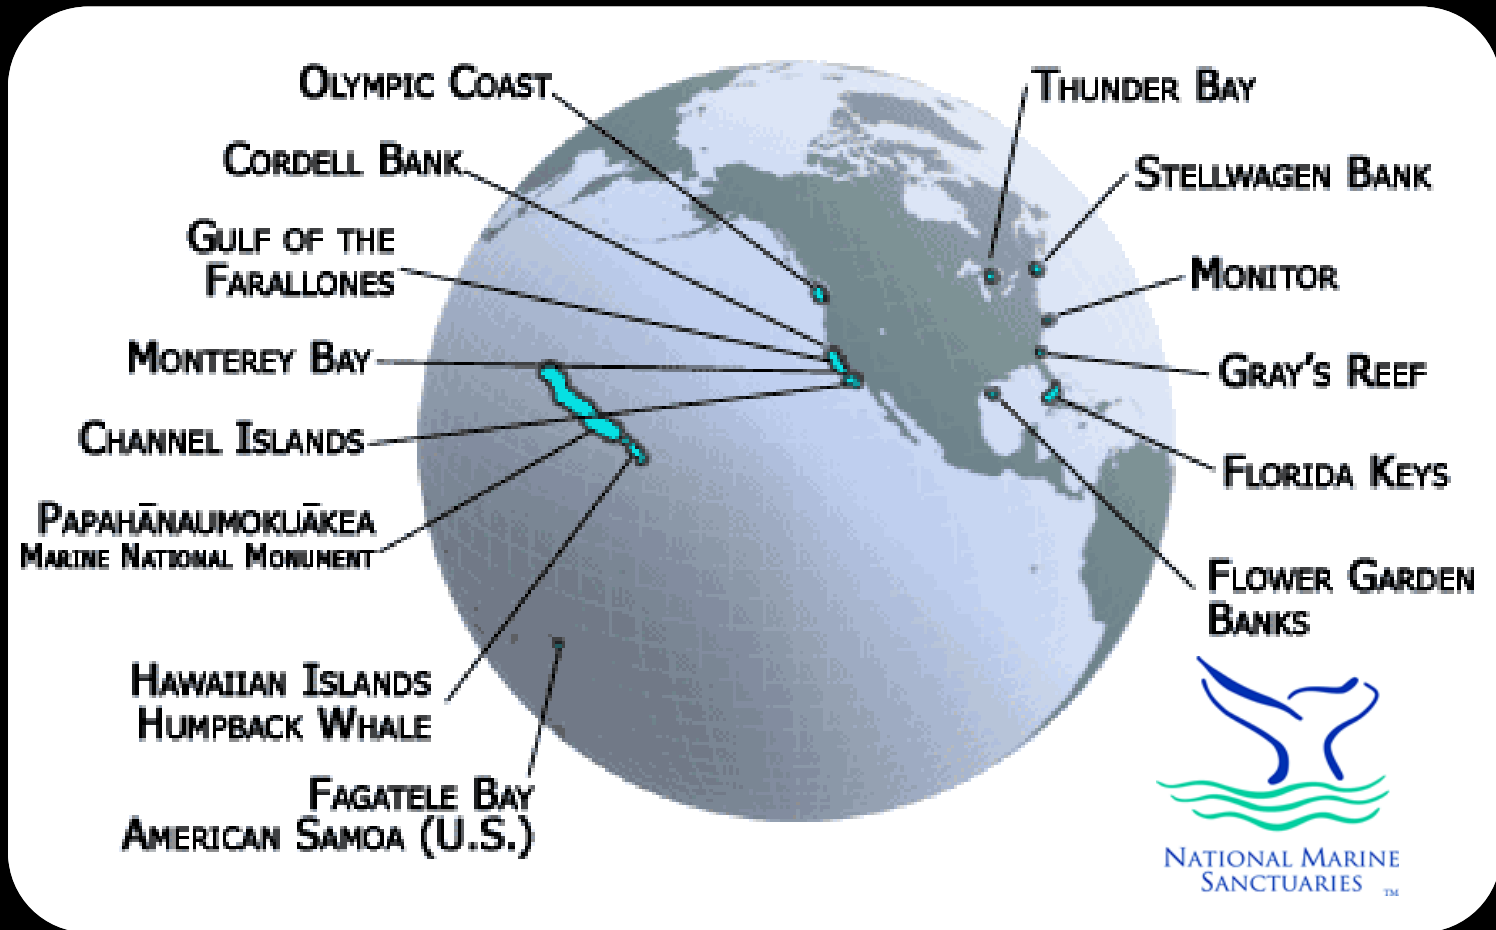 OLYMPIC COAST
CORDELL BANK
GULF OF THE
FARALLONES
MONTEREY BAY
CHANNEL ISLANDS
PAPAHĀNAUMOKUĀKEA
MARINE NATIONAL MONUMENT
HAWAIIAN ISLANDS
HUMPBACK WHALE
FAGATELE BAY
AMERICAN SAMOA (U.S.)
THUNDER BAY
STELLWAGEN BANK
MONITOR
GRAY'S REEF
FLORIDA KEYS
FLOWER GARDEN
BANKS
NATIONAL MARINE
SANCTUARIES TM